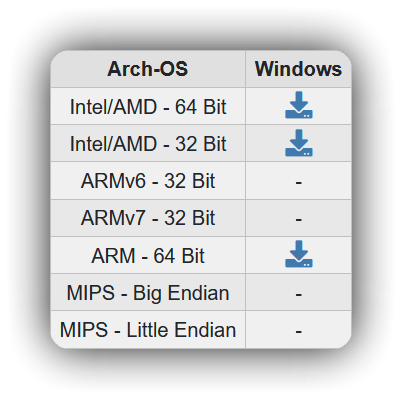 Arch-OS Windows
Intel/AMD - 64 Bit
Intel/AMD - 32 Bit
ARMv6 - 32 Bit -
ARMv7 - 32 Bit -
ARM - 64 Bit
MIPS - Big Endian -
MIPS - Little Endian -